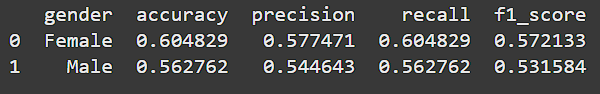 gender accuracy precision recall f1_score
0 Female 0.604829 0.577471 0.604829 0.572133
1 Male 0.562762 0.544643 0.562762 0.531584